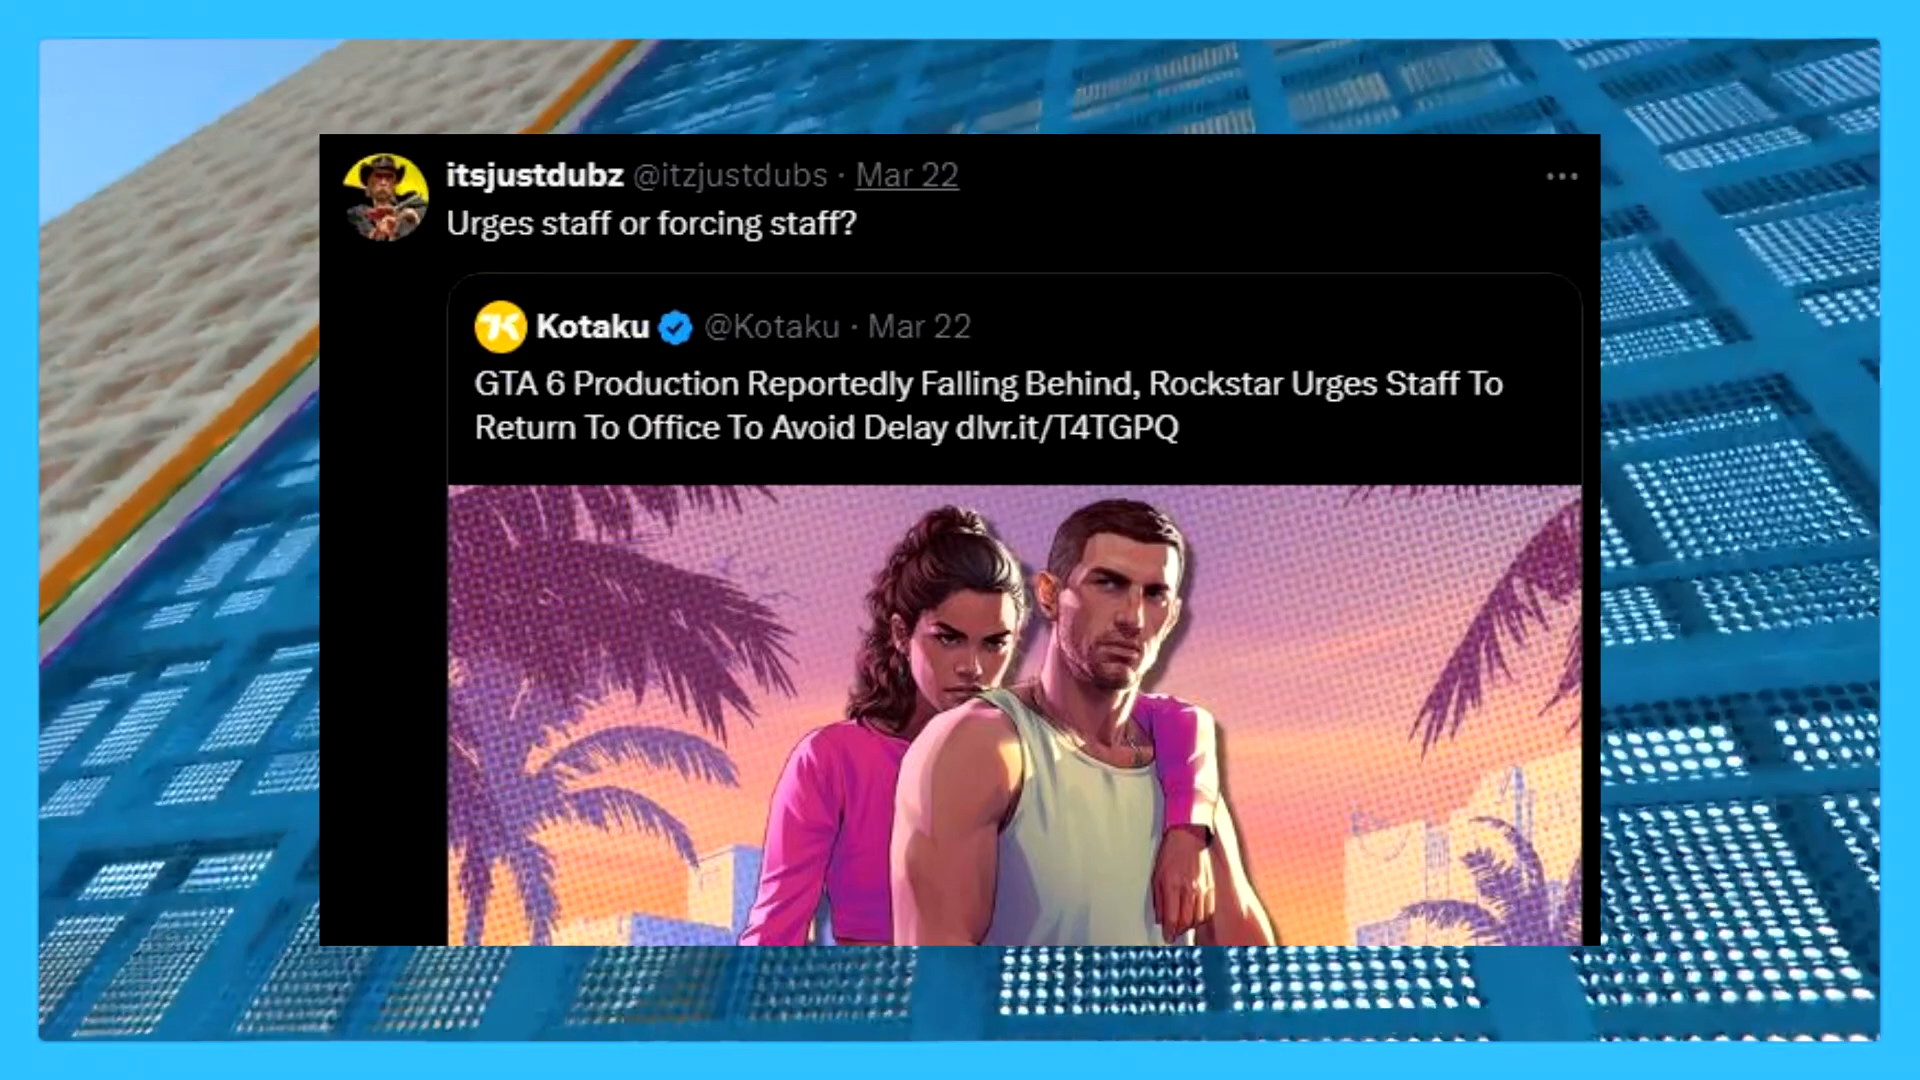 itsjustdubz @itzjustdubs · Mar 22
Urges staff or forcing staff?
Kotaku @Kotaku · Mar 22
GTA 6 Production Reportedly Falling Behind, Rockstar Urges Staff To
Return To Office To Avoid Delay dlvr.it/T4TGPQ